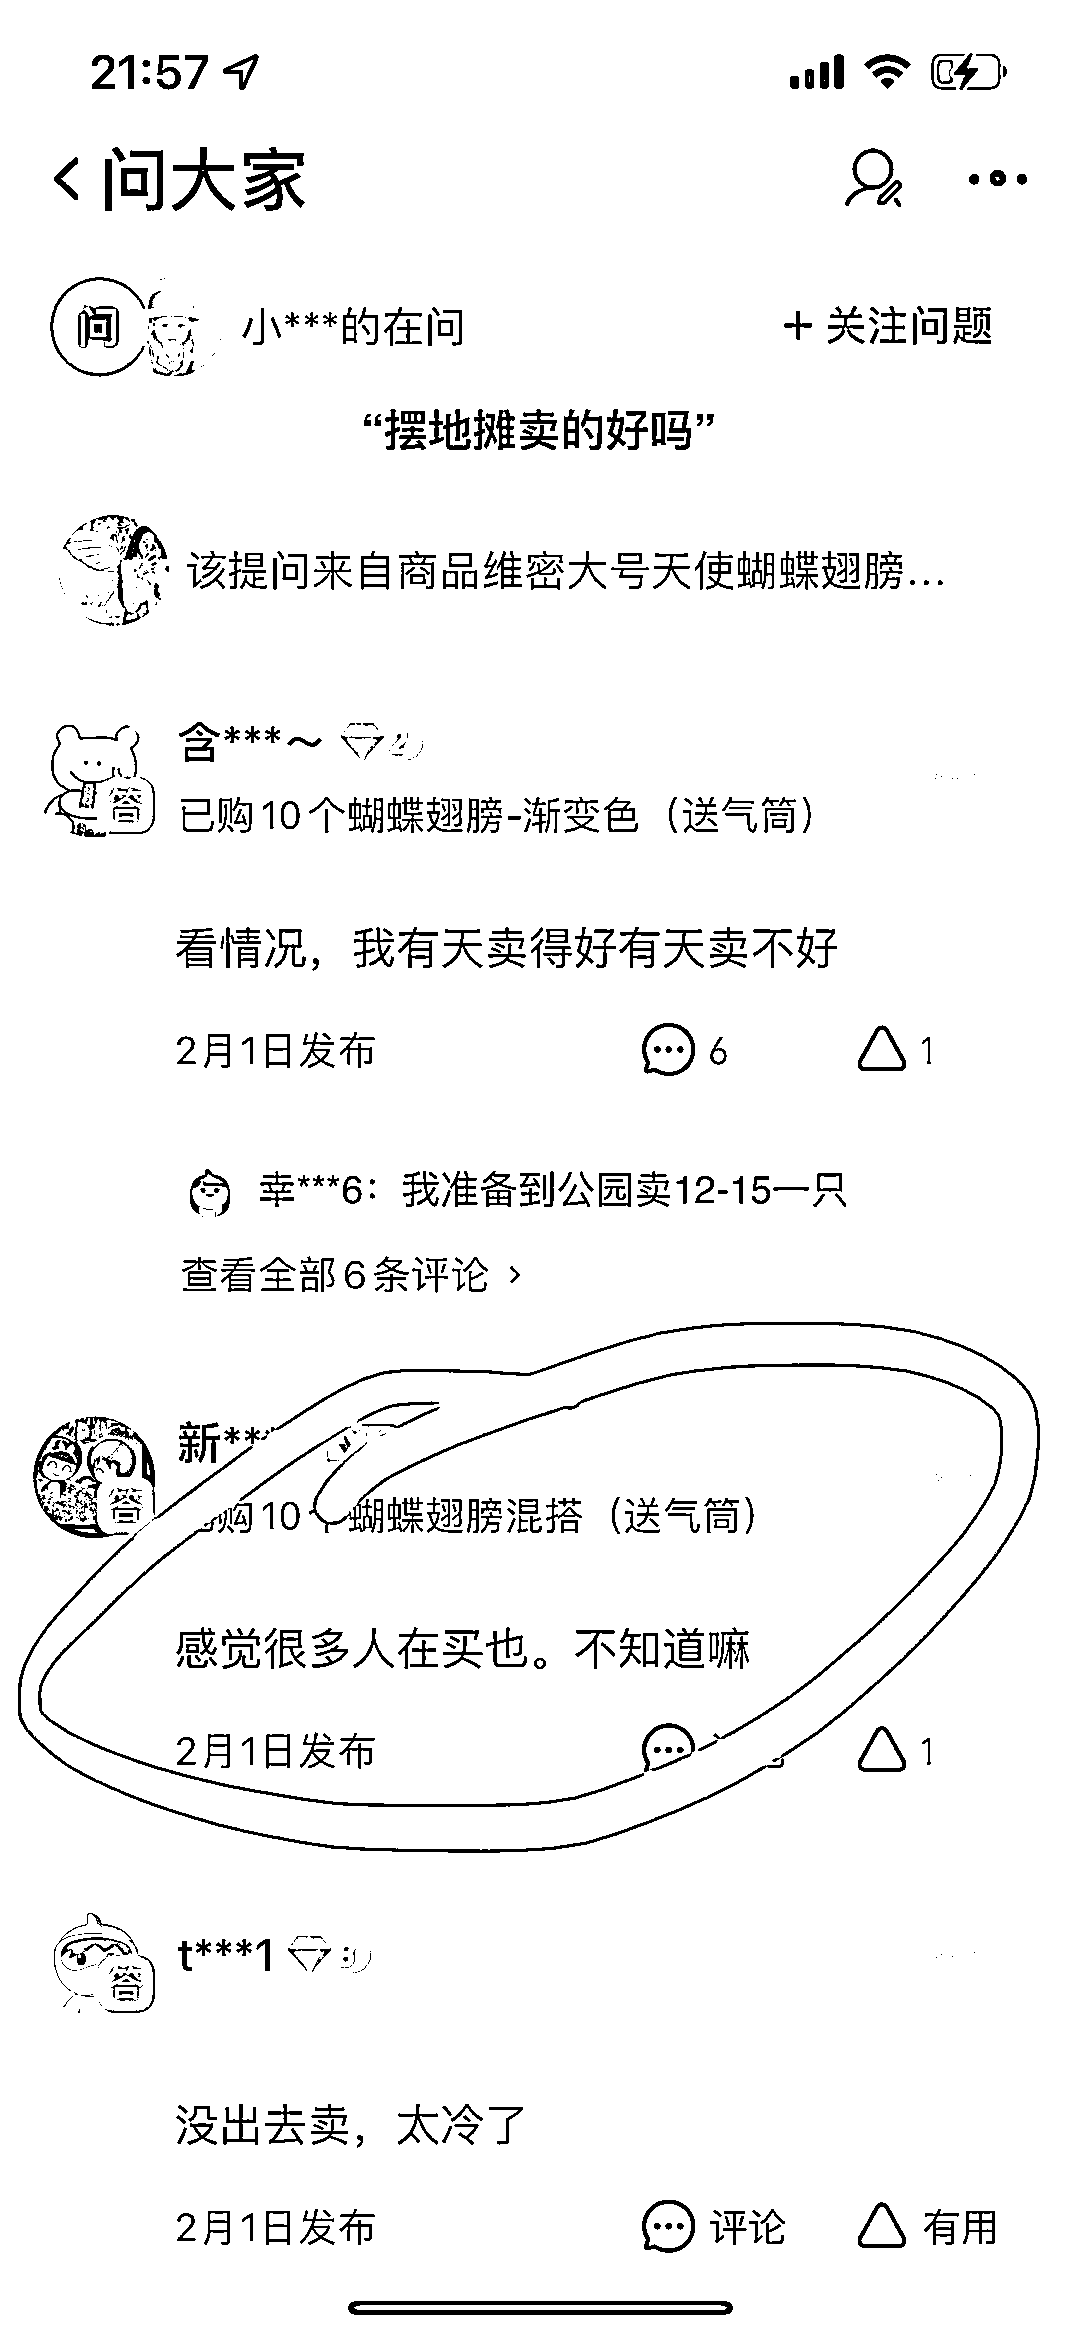 21:57
问大家
问 小***的在问 + 关注问题
“摆地摊卖的好吗”
该提问来自商品维密大号天使蝴蝶翅膀...
含***～
答
已购10个蝴蝶翅膀-渐变色（送气筒）
看情况，我有天卖得好有天卖不好
2月1日发布 6 1
幸***6：我准备到公园卖12-15一只
查看全部6条评论 >
新**
答
购10个蝴蝶翅膀混搭（送气筒）
感觉很多人在买也。不知道嘛
2月1日发布 1
t***1
答
没出去卖，太冷了
2月1日发布 评论 有用